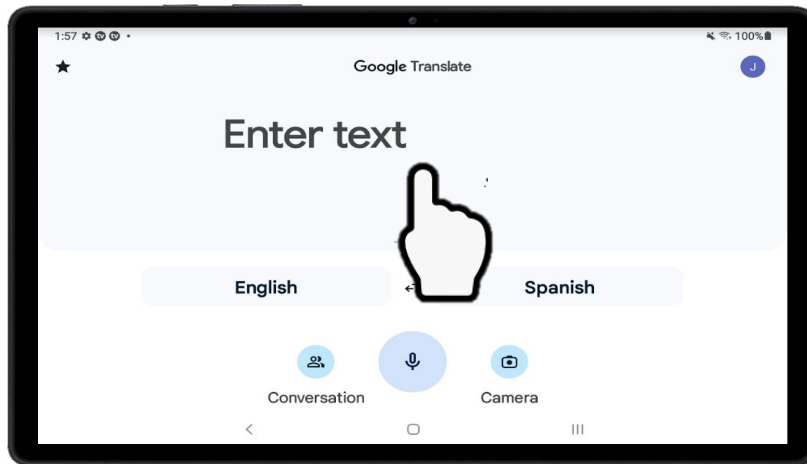 1:57 100%
Google Translate J
Enter text
English Spanish
Conversation Camera